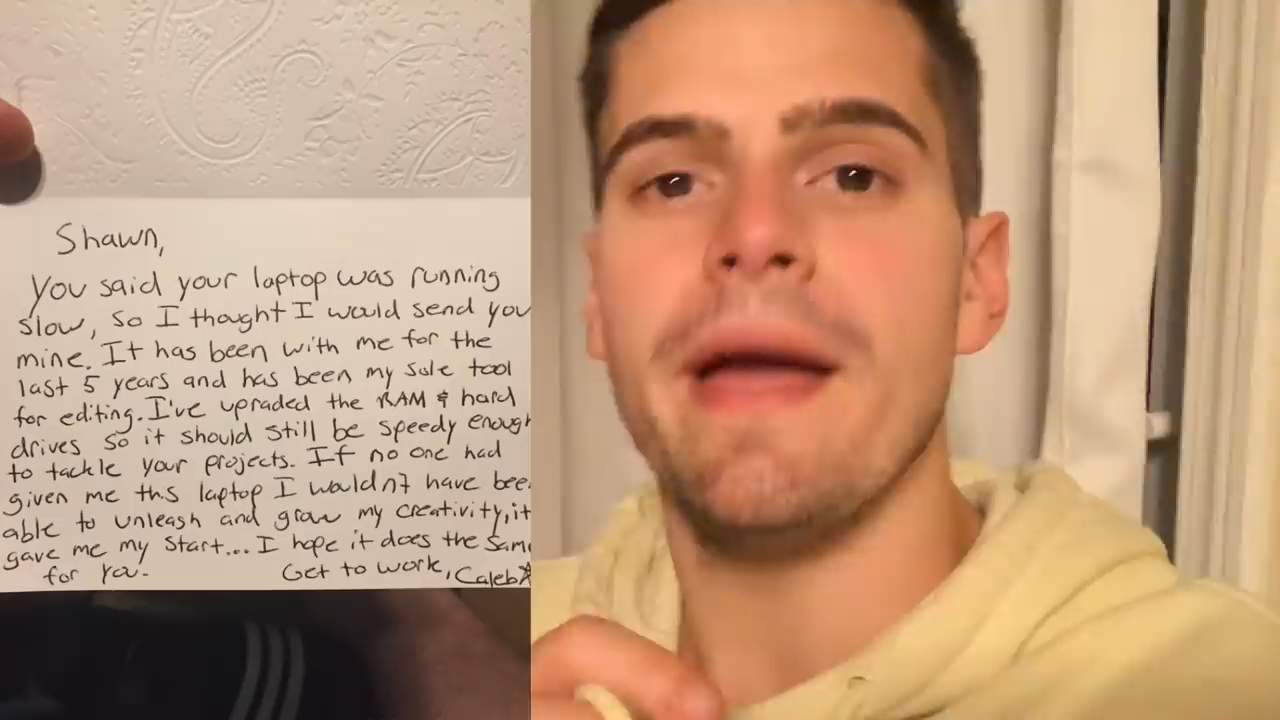 Shawn,
You said your laptop was running
slow, so I thought I would send you
mine. It has been with me for the
last 5 years and has been my sole tool
for editing. I've upraded the RAM & hard
drives so it should still be speedy enough
to tackle your projects. If no one had
given me this laptop I wouldn't have bee
able to unleash and grow my creativity, it
gave me my start... I hope it does the same
for you.
Get to work, Caleb